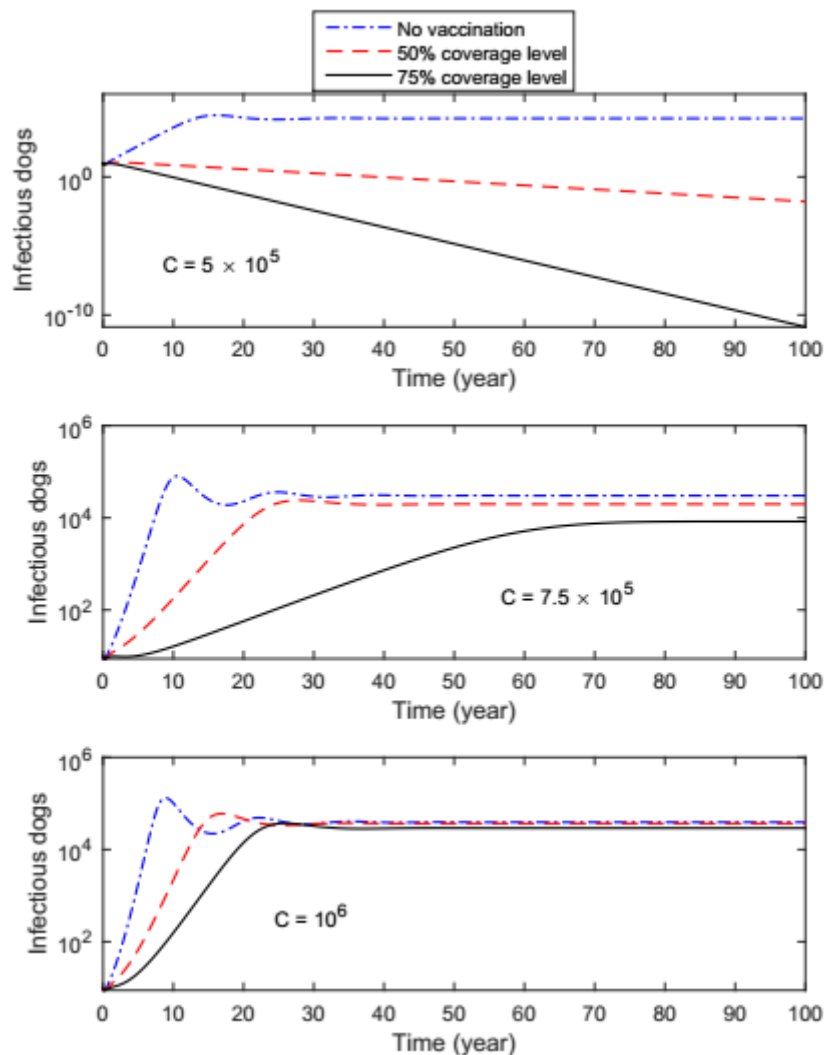 No vaccination
50% coverage level
75% coverage level
Infectious dogs
10^0
10^-10
C = 5 × 10^5
0 10 20 30 40 50 60 70 80 90 100
Time (year)
Infectious dogs
10^6
10^4
10^2
C = 7.5 × 10^5
0 10 20 30 40 50 60 70 80 90 100
Time (year)
Infectious dogs
10^6
10^4
10^2
C = 10^6
0 10 20 30 40 50 60 70 80 90 100
Time (year)